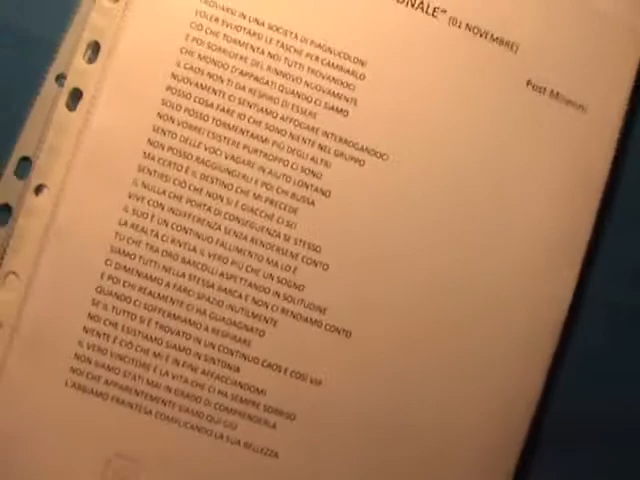 (01 NOVEMBRE)
TROVARSI IN UNA SOCIETÀ DI PIAGNUCOLONI
VOLER SVUOTARSI LE TASCHE PER CAMBIARLO
CIÒ CHE TORMENTA NOI TUTTI TROVANDOCI
E POI SORRIDERE DEL RINNOVO NUOVAMENTE
CHE MONDO D'APPAGATI QUANDO CI SIAMO
IL CAOS NON TI DA RESPIRO DI ESSERE
NUOVAMENTE CI SENTIAMO AFFOGARE INTERROGANDOCI
POSSO COSA FARE IO CHE SONO NIENTE NEL GRUPPO
SOLO POSSO TORMENTARMI PIÙ DEGLI ALTRI
NON VORREI ESISTERE PURTROPPO CI SONO
SENTO DELLE VOCI VAGARE IN AIUTO LONTANO
NON POSSO RAGGIUNGERLI E POI CHI BUSSA
MA CERTO È IL DESTINO CHE MI PRECEDE
SENTIRSI CIÒ CHE NON SI È GIACCHÉ CI SEI
IL NULLA CHE PORTA DI CONSEGUENZA SE STESSO
VIVE CON INDIFFERENZA SENZA RENDERSENE CONTO
IL SUO È UN CONTINUO FALLIMENTO MA LO È
LA REALTÀ CI RIVELA IL VERO PIÙ CHE UN SOGNO
TU CHE TRA ORO BARCOLLI ASPETTANDO IN SOLITUDINE
SIAMO TUTTI NELLA STESSA BARCA E NON CI RENDIAMO CONTO
CI DIMENIAMO A FARCI SPAZIO INUTILMENTE
E POI CHI REALMENTE CI HA GUADAGNATO
QUANDO CI SOFFERMIAMO A RESPIRARE
SE IL TUTTO SI È TROVATO IN UN CONTINUO CAOS E COSÌ VIA
NOI CHE ESISTIAMO SIAMO IN SINTONIA
NIENTE È CIÒ CHE MI È IN FINE AFFACCIANDOMI
IL VERO VINCITORE È LA VITA CHE CI HA SEMPRE SORRISO
NON SIAMO STATI MAI IN GRADO DI COMPRENDERLA
NOI CHE APPARENTEMENTE SIAMO QUI GIÙ
L'ABBIAMO FRAINTESA COMPLICANDO LA SUA BELLEZZA